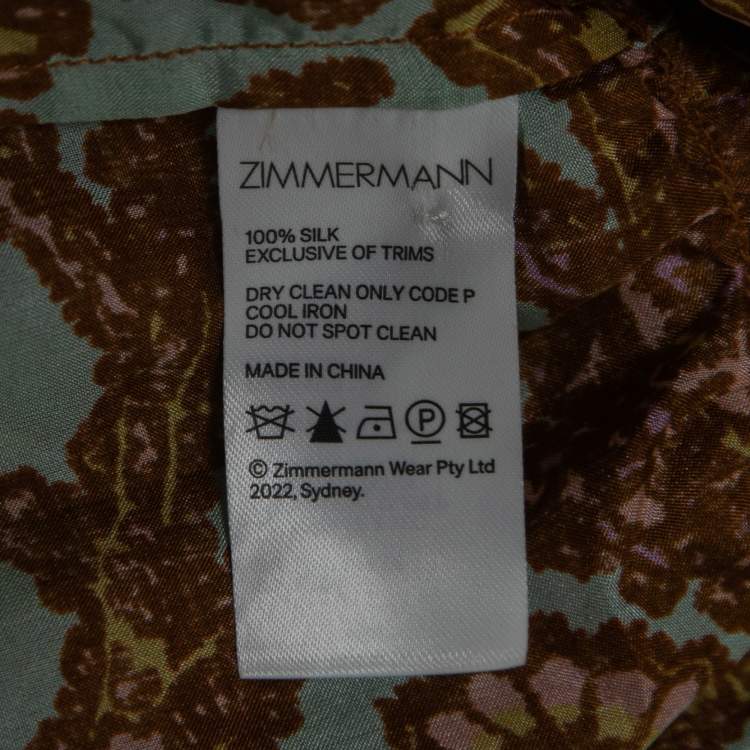 ZIMMERMANN
100% SILK
EXCLUSIVE OF TRIMS
DRY CLEAN ONLY CODE P
COOL IRON
DO NOT SPOT CLEAN
MADE IN CHINA
P
© Zimmermann Wear Pty Ltd
2022, Sydney.